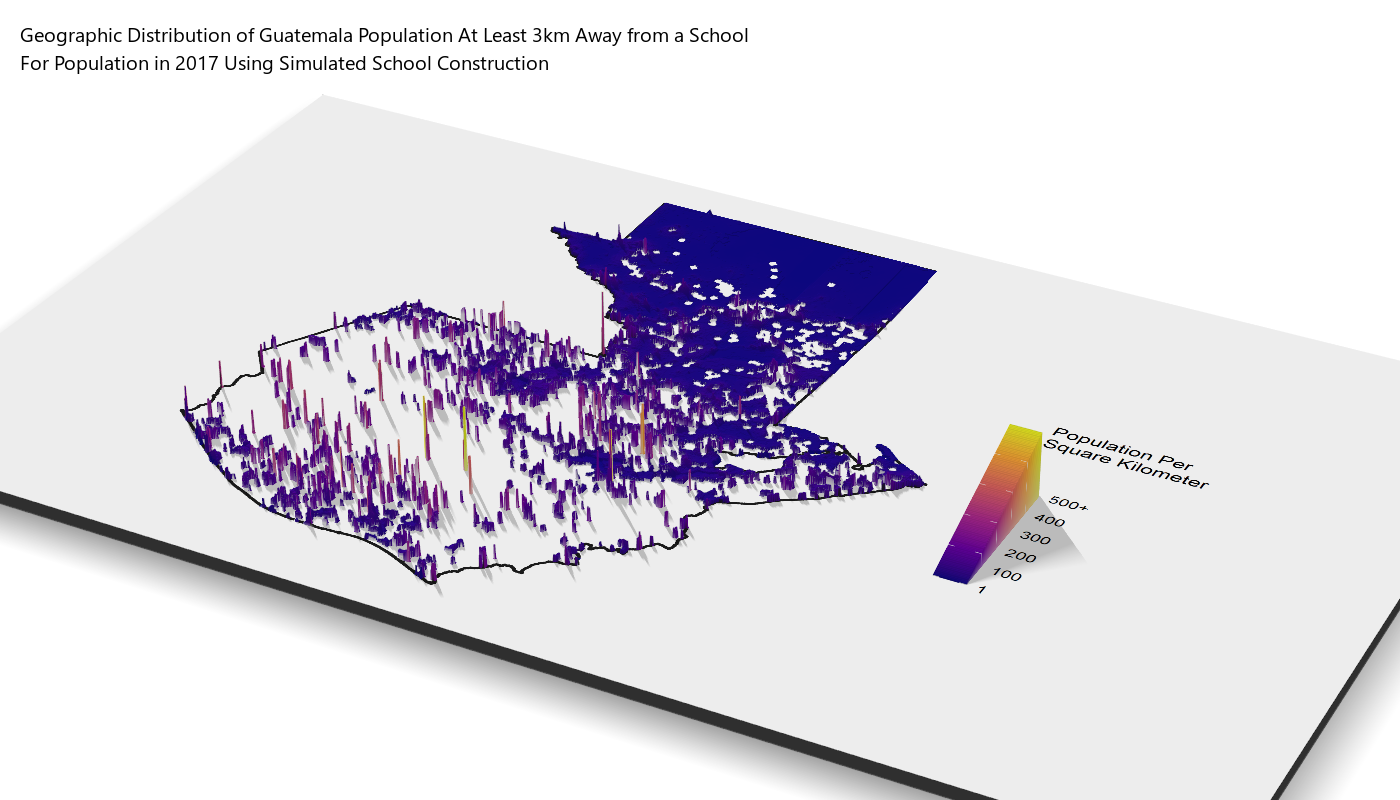 Geographic Distribution of Guatemala Population At Least 3km Away from a School
For Population in 2017 Using Simulated School Construction
Population Per
Square Kilometer
500+
400
300
200
100
1